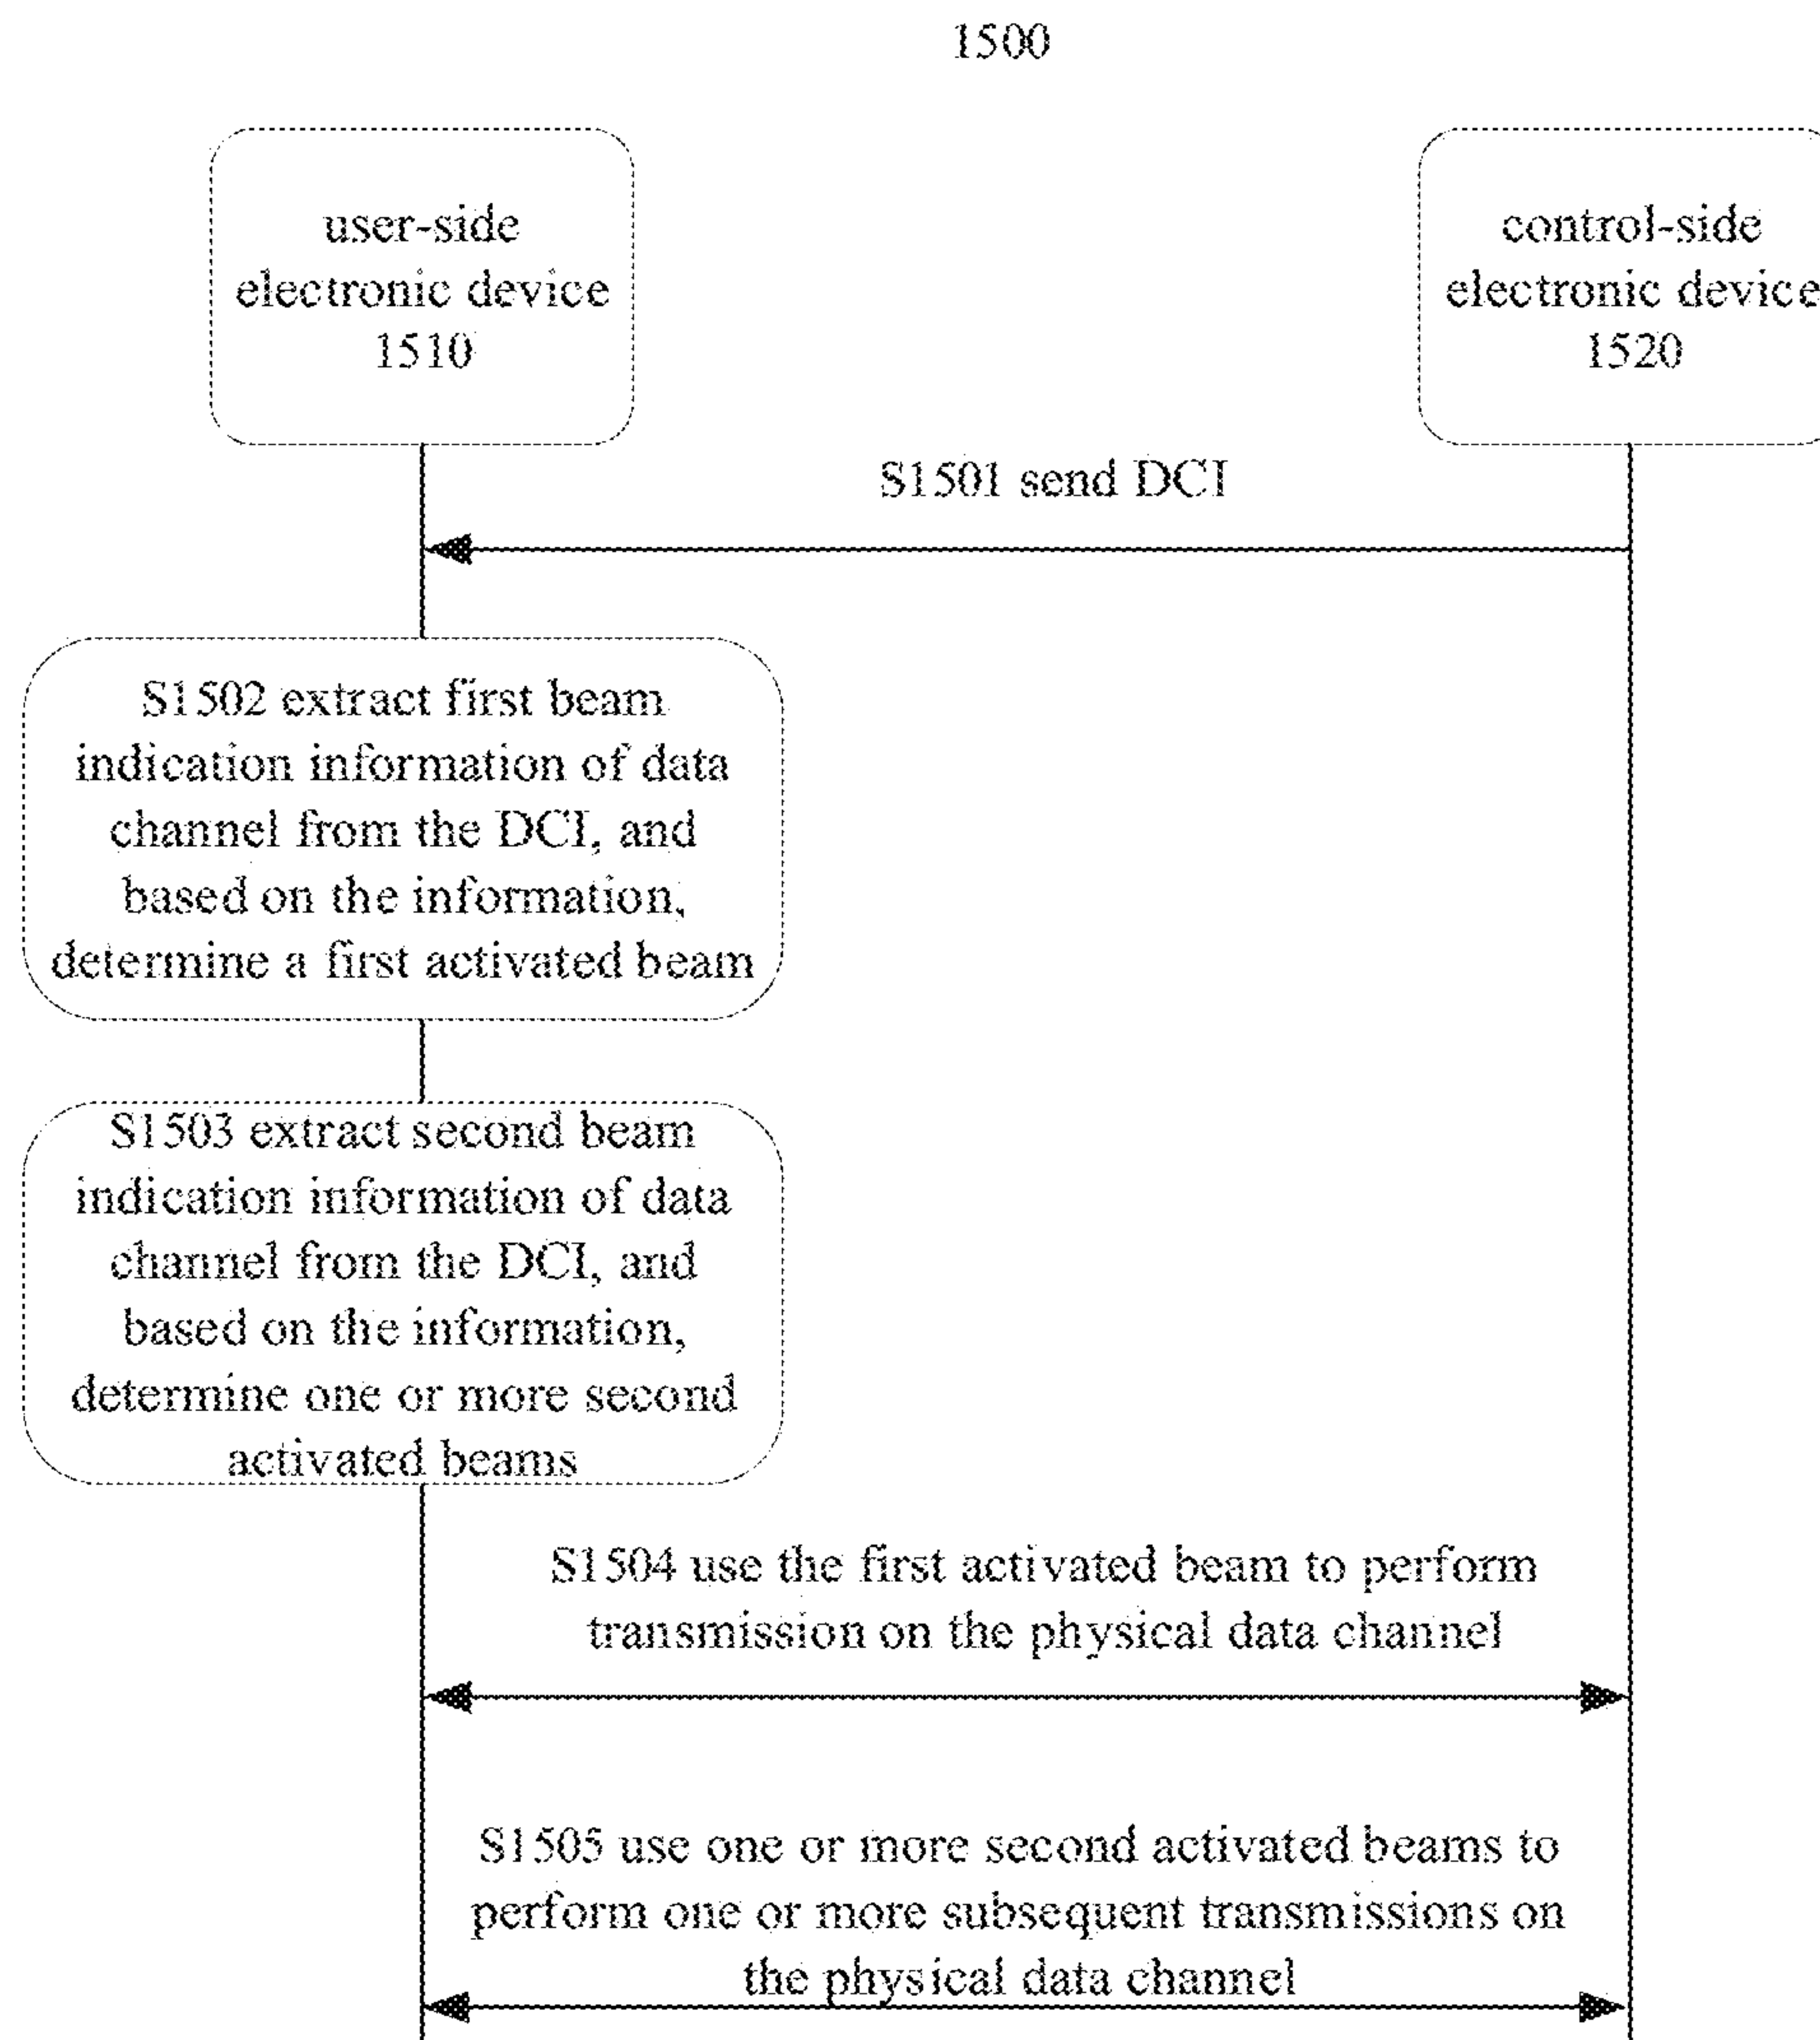 1500
user-side
electronic device
1510
control-side
electronic device
1520
S1501 send DCI
S1502 extract first beam
indication information of data
channel from the DCI, and
based on the information,
determine a first activated beam
S1503 extract second beam
indication information of data
channel from the DCI, and
based on the information,
determine one or more second
activated beams
S1504 use the first activated beam to perform
transmission on the physical data channel
S1505 use one or more second activated beams to
perform one or more subsequent transmissions on
the physical data channel